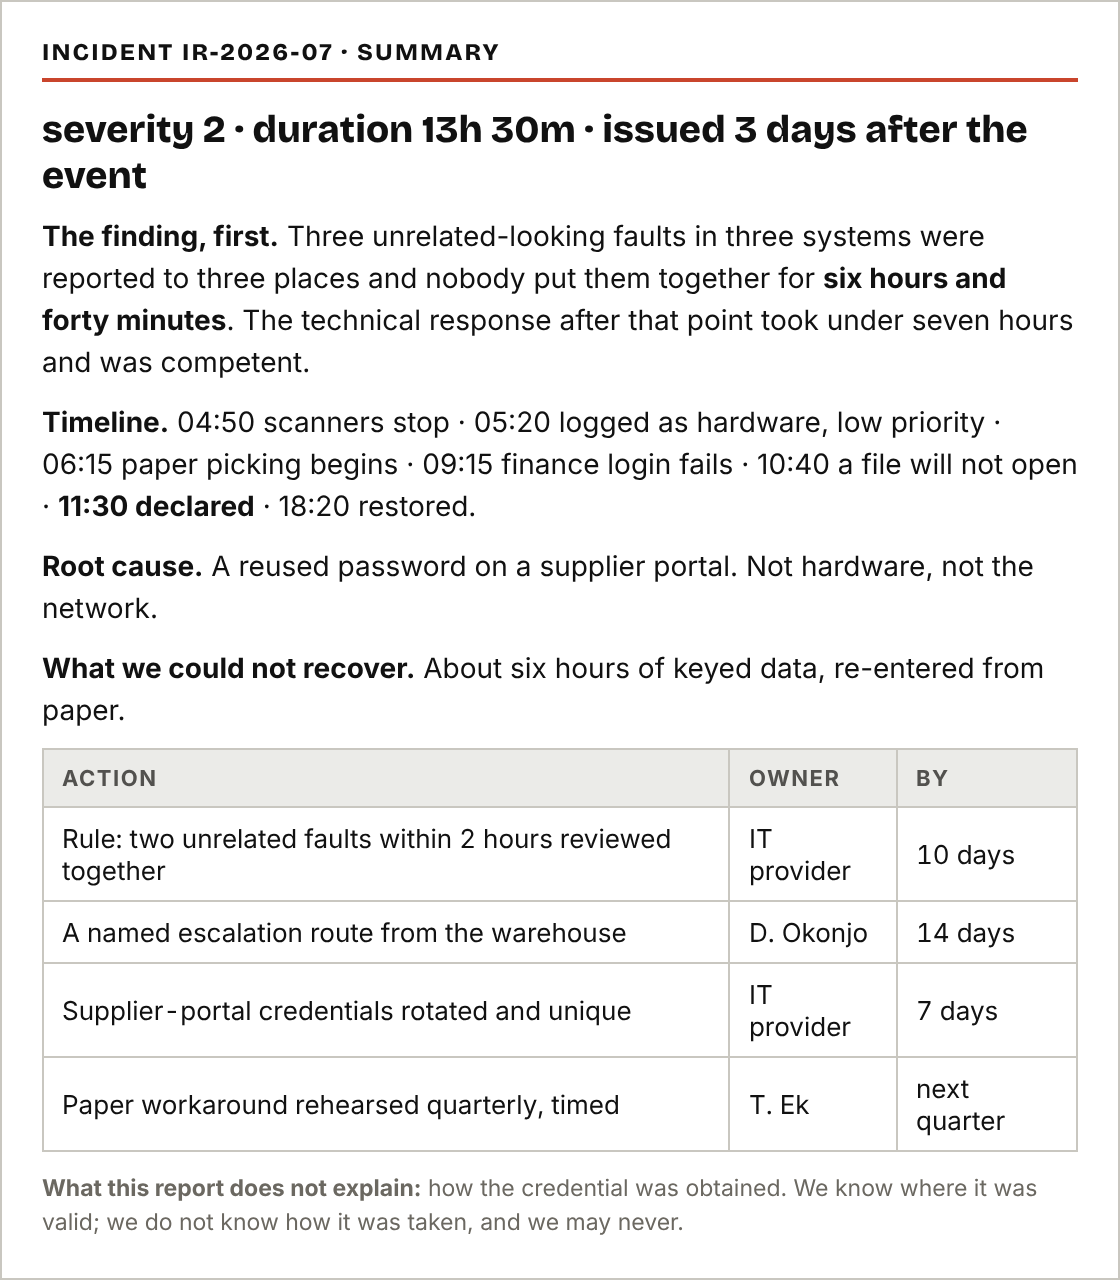 INCIDENT IR-2026-07 · SUMMARY
severity 2 · duration 13h 30m · issued 3 days after the
event
The finding, first. Three unrelated-looking faults in three systems were
reported to three places and nobody put them together for six hours and
forty minutes. The technical response after that point took under seven hours
and was competent.
Timeline. 04:50 scanners stop · 05:20 logged as hardware, low priority ·
06:15 paper picking begins · 09:15 finance login fails · 10:40 a file will not open
· 11:30 declared · 18:20 restored.
Root cause. A reused password on a supplier portal. Not hardware, not the
network.
What we could not recover. About six hours of keyed data, re-entered from
paper.
ACTION OWNER BY
Rule: two unrelated faults within 2 hours reviewed
together
IT
provider
10 days
A named escalation route from the warehouse D. Okonjo 14 days
Supplier-portal credentials rotated and unique
IT
provider
7 days
Paper workaround rehearsed quarterly, timed
T. Ek
next
quarter
What this report does not explain: how the credential was obtained. We know where it was
valid; we do not know how it was taken, and we may never.